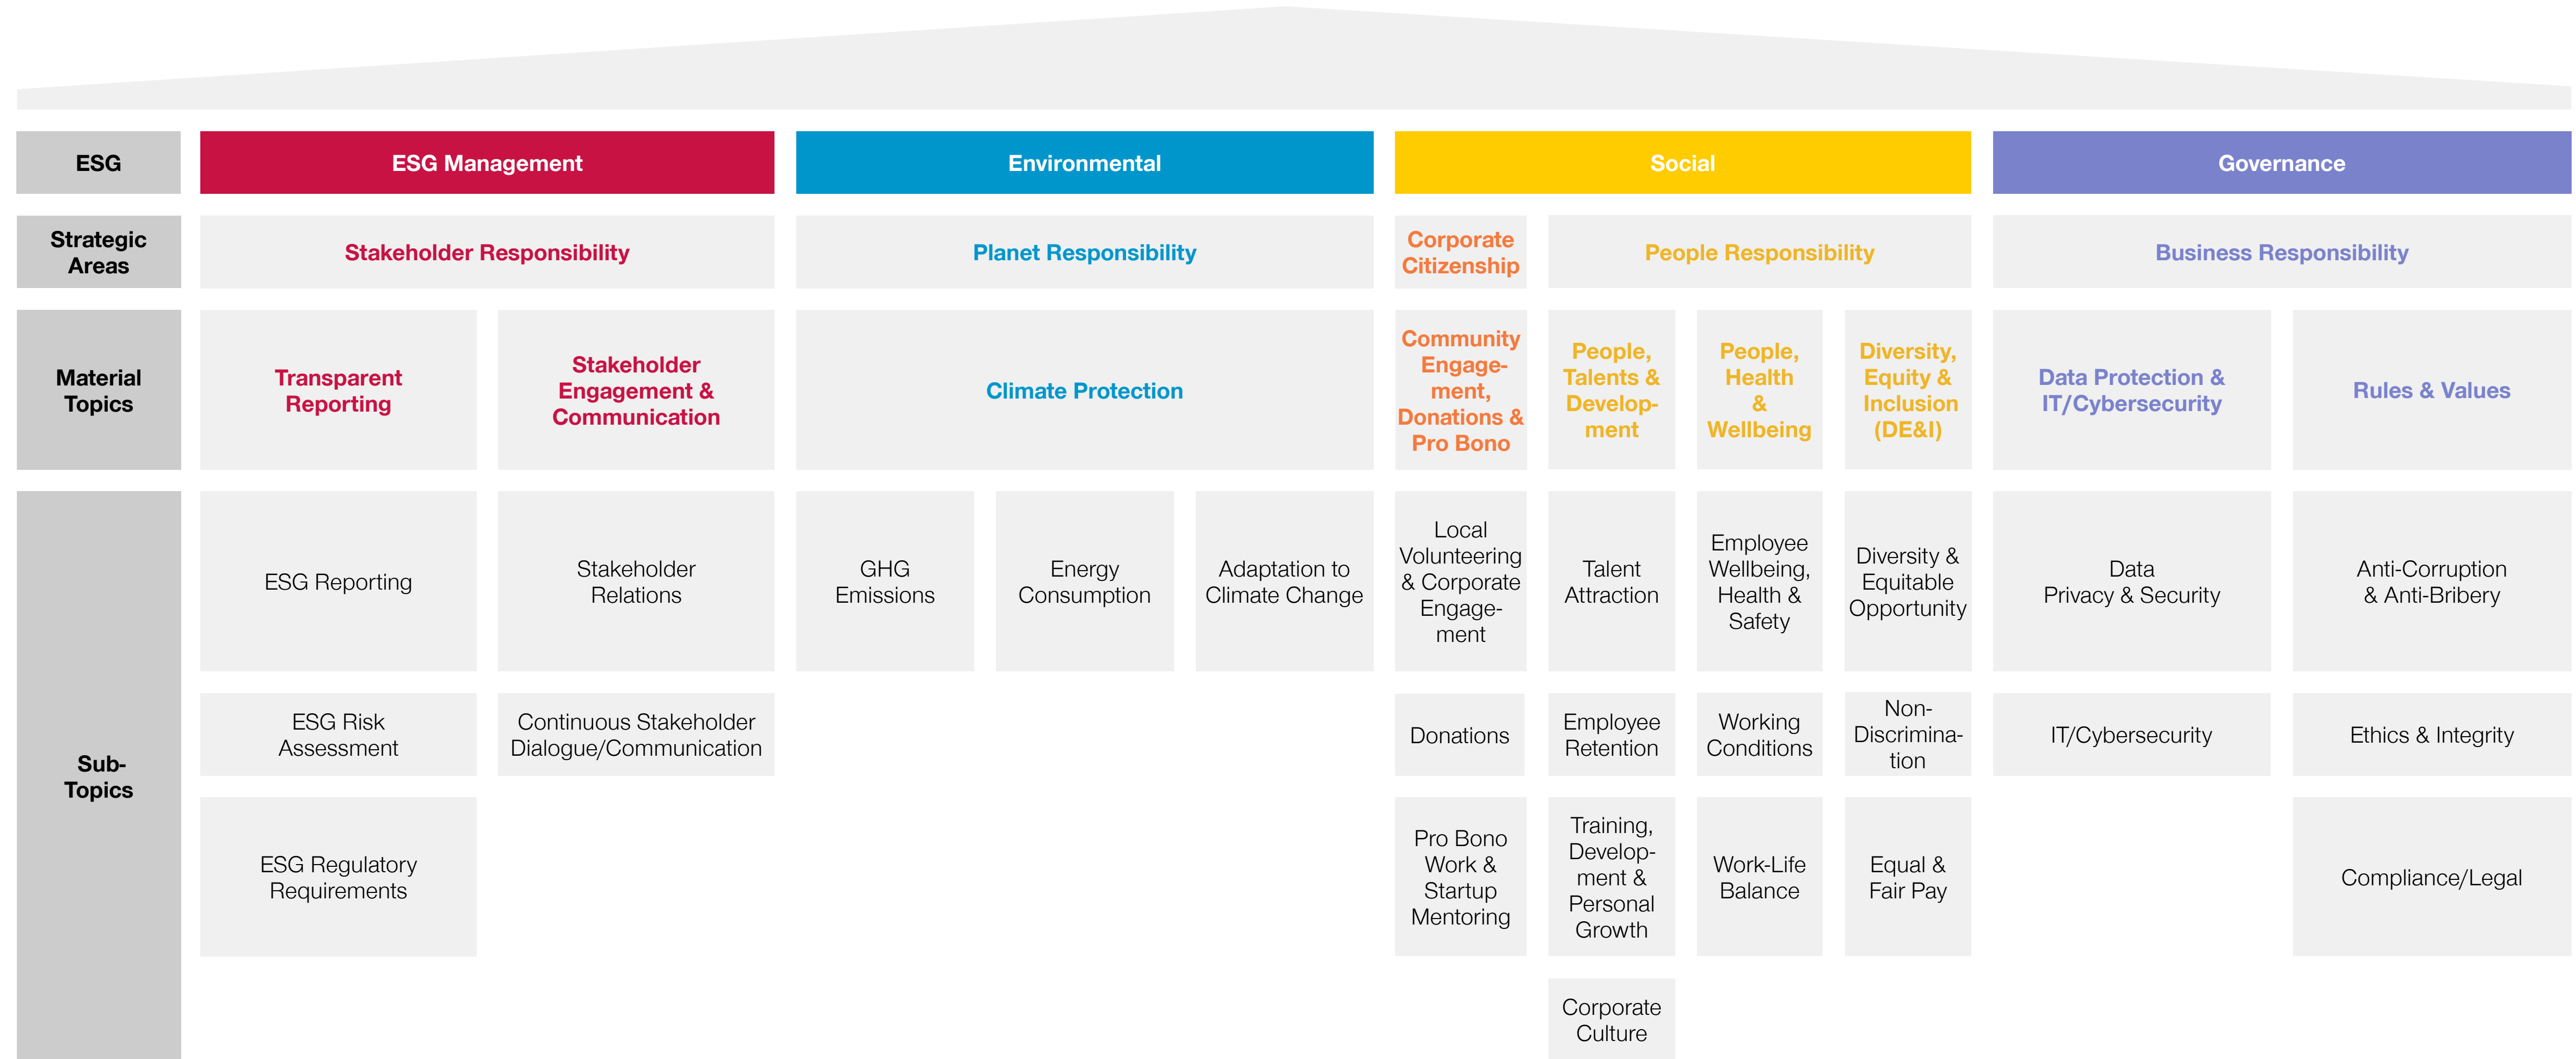 ESG
ESG Management
Environmental
Social
Governance
Strategic
Areas
Stakeholder Responsibility
Planet Responsibility
Corporate
Citizenship
People Responsibility
Business Responsibility
Material
Topics
Transparent
Reporting
Stakeholder
Engagement &
Communication
Climate Protection
Community
Engage-
ment,
Donations &
Pro Bono
People,
Talents &
Develop-
ment
People,
Health
&
Wellbeing
Diversity,
Equity &
Inclusion
(DE&I)
Data Protection &
IT/Cybersecurity
Rules & Values
Sub-
Topics
ESG Reporting
Stakeholder
Relations
GHG
Emissions
Energy
Consumption
Adaptation to
Climate Change
Local
Volunteering
& Corporate
Engage-
ment
Talent
Attraction
Employee
Wellbeing,
Health &
Safety
Diversity &
Equitable
Opportunity
Data
Privacy & Security
Anti-Corruption
& Anti-Bribery
ESG Risk
Assessment
Continuous Stakeholder
Dialogue/Communication
Donations
Employee
Retention
Working
Conditions
Non-
Discrimina-
tion
IT/Cybersecurity
Ethics & Integrity
ESG Regulatory
Requirements
Pro Bono
Work &
Startup
Mentoring
Training,
Develop-
ment &
Personal
Growth
Work-Life
Balance
Equal &
Fair Pay
Compliance/Legal
Corporate
Culture